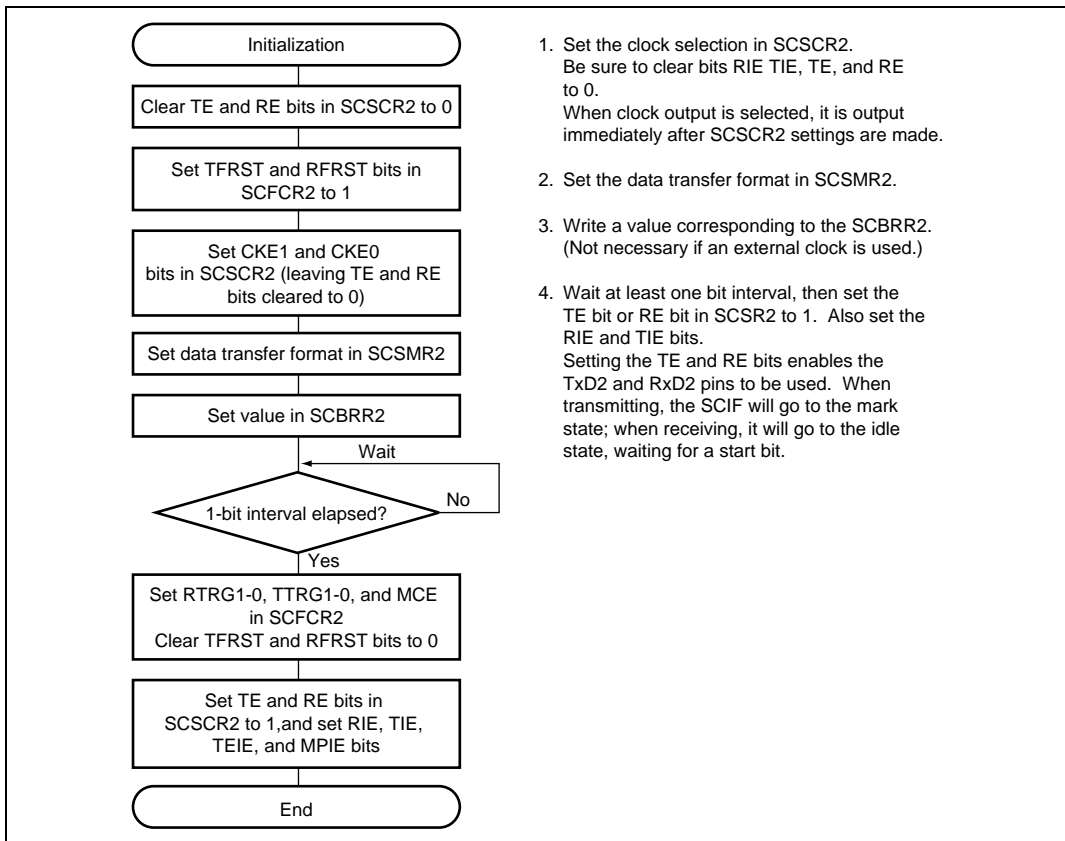 Initialization
Clear TE and RE bits in SCSCR2 to 0
Set TFRST and RFRST bits in
SCFCR2 to 1
Set CKE1 and CKE0
bits in SCSCR2 (leaving TE and RE
bits cleared to 0)
Set data transfer format in SCSMR2
Set value in SCBRR2
Wait
1-bit interval elapsed?
No
Yes
Set RTRG1-0, TTRG1-0, and MCE
in SCFCR2
Clear TFRST and RFRST bits to 0
Set TE and RE bits in
SCSCR2 to 1,and set RIE, TIE,
TEIE, and MPIE bits
End
1. Set the clock selection in SCSCR2.
Be sure to clear bits RIE TIE, TE, and RE
to 0.
When clock output is selected, it is output
immediately after SCSCR2 settings are made.
2. Set the data transfer format in SCSMR2.
3. Write a value corresponding to the SCBRR2.
(Not necessary if an external clock is used.)
4. Wait at least one bit interval, then set the
TE bit or RE bit in SCSR2 to 1. Also set the
RIE and TIE bits.
Setting the TE and RE bits enables the
TxD2 and RxD2 pins to be used. When
transmitting, the SCIF will go to the mark
state; when receiving, it will go to the idle
state, waiting for a start bit.